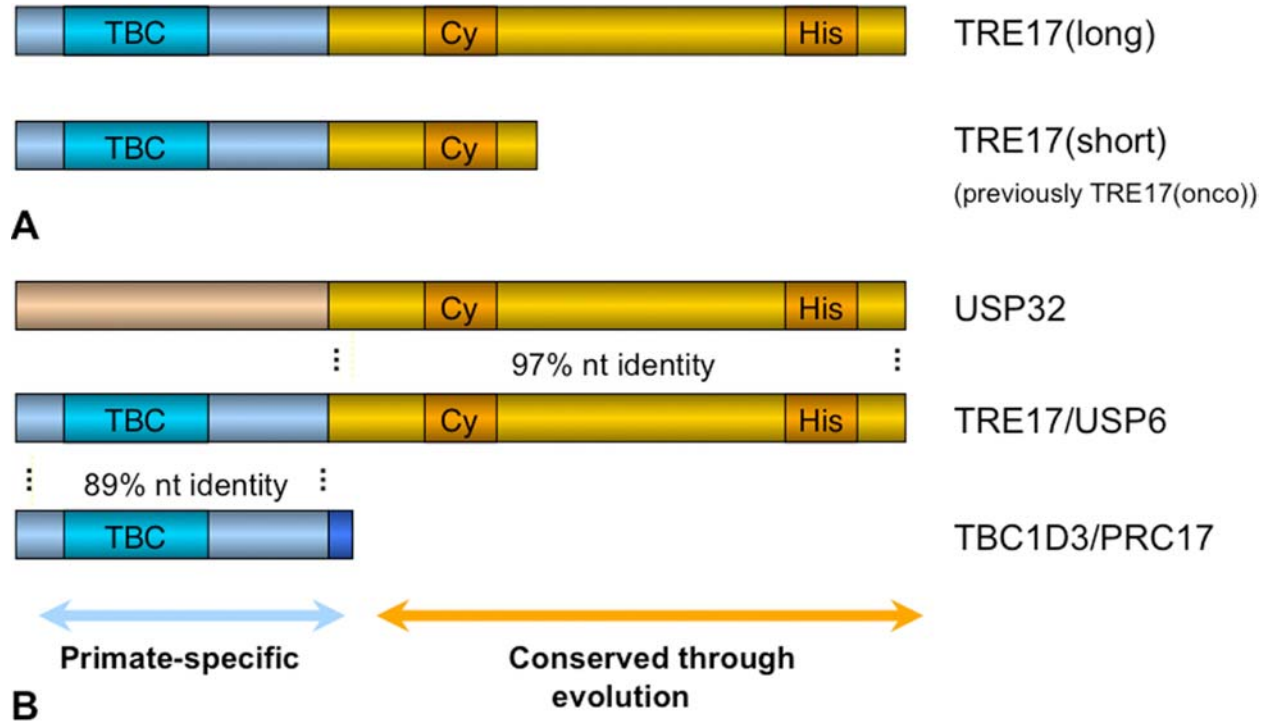 TBC Cy His TRE17(long)
TBC Cy TRE17(short)
(previously TRE17(onco))
A
Cy His USP32
97% nt identity
TBC Cy His TRE17/USP6
89% nt identity
TBC TBC1D3/PRC17
Primate-specific
Conserved through
evolution
B